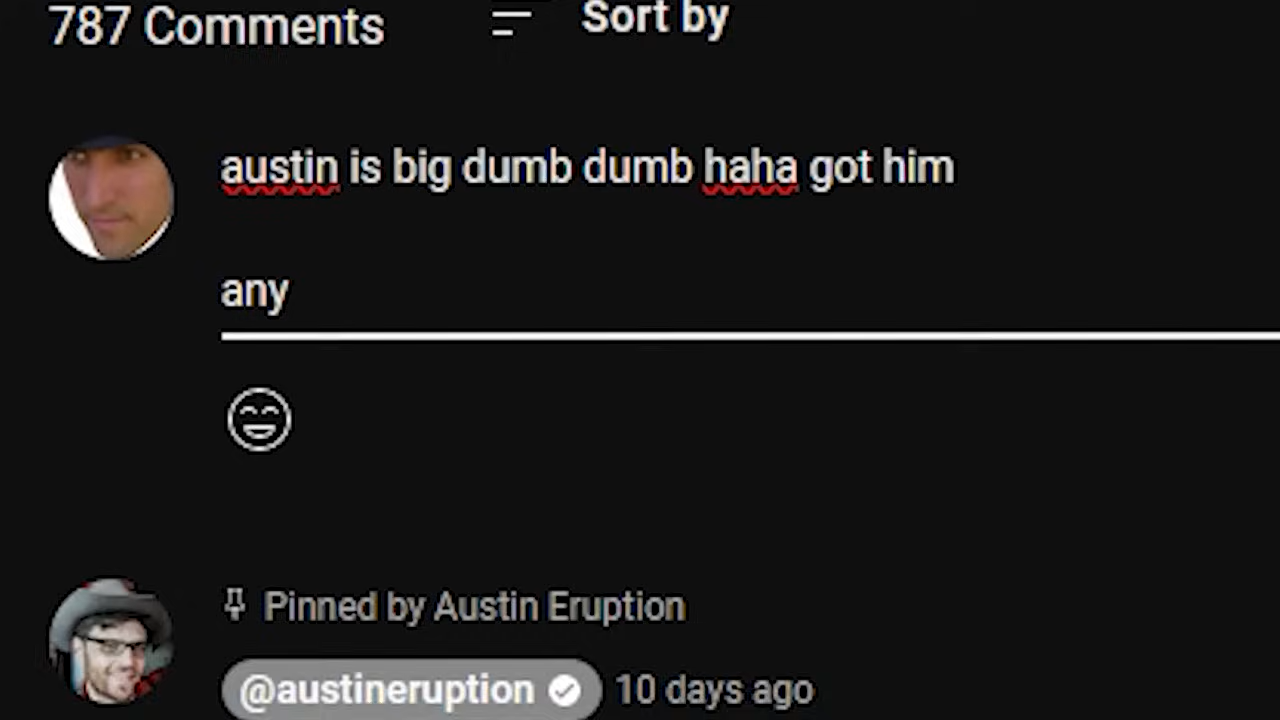 787 Comments
Sort by
austin is big dumb dumb haha got him
any
Pinned by Austin Eruption
@austineruption
10 days ago